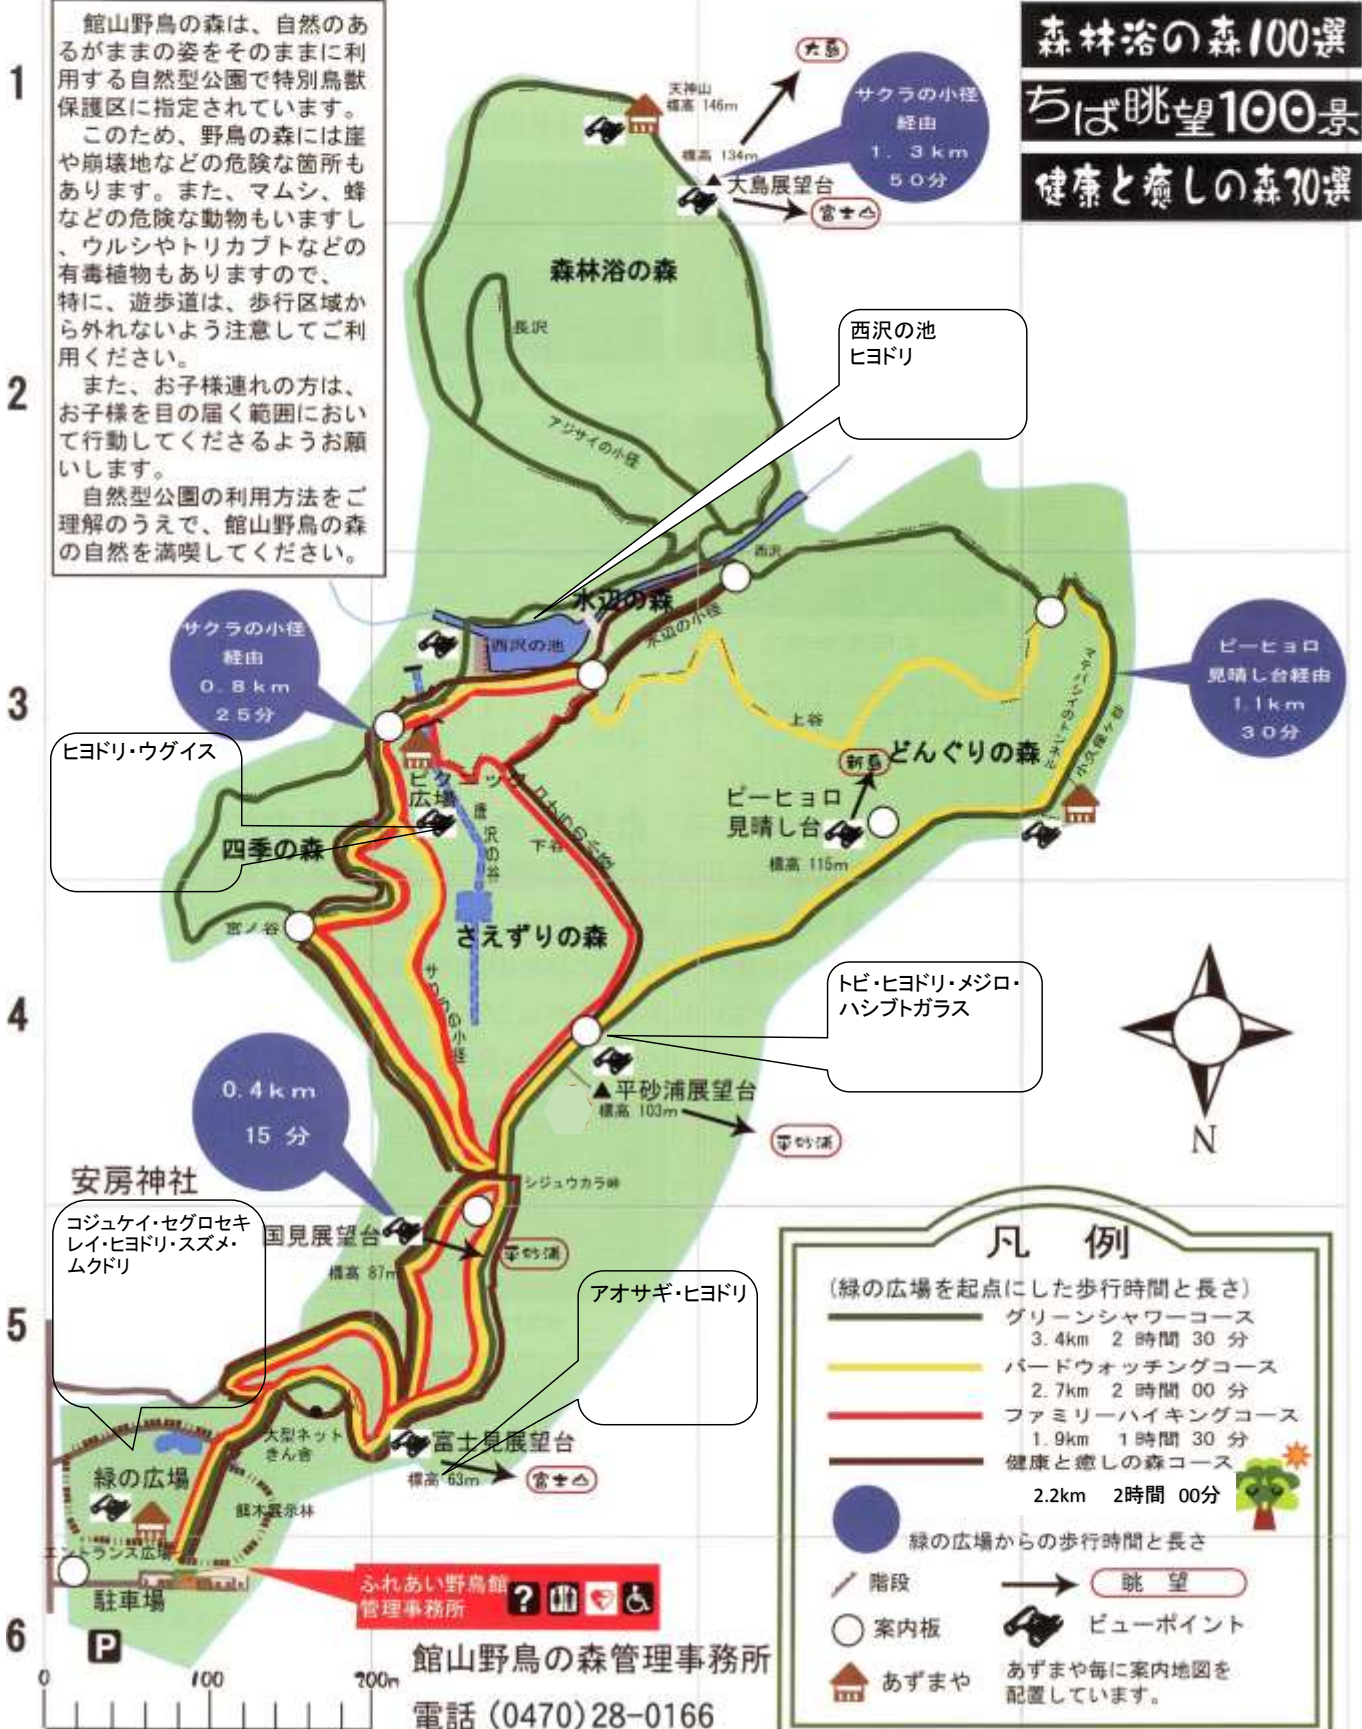 館山野鳥の森は、自然のあ
るがままの姿をそのままに利
用する自然型公園で特別鳥獣
保護区に指定されています。
このため、野鳥の森には崖
や崩壊地などの危険な箇所も
あります。また、マムシ、蜂
などの危険な動物もいますし
、ウルシやトリカブトなどの
有毒植物もありますので、
特に、遊歩道は、歩行区域か
ら外れないよう注意してご利
用ください。
また、お子様連れの方は、
お子様を目の届く範囲におい
て行動してくださるようお願
いします。
自然型公園の利用方法をご
理解のうえで、館山野鳥の森
の自然を満喫してください。
森林浴の森100選
ちば眺望100景
健康と癒しの森30選
1
2
3
4
5
6
大島
天神山
標高 146m
サクラの小径
経由
1.3km
50分
標高 134m
大島展望台
富士山
森林浴の森
長沢
アジサイの小径
西沢の池
ヒヨドリ
西沢
水辺の森
水辺の小径
西沢の池
サクラの小径
経由
0.8km
25分
ピーヒョロ
見晴し台経由
1.1km
30分
マテバシイのトンネル
小久保ヶ谷
上谷
新島
どんぐりの森
ピーヒョロ
見晴し台
標高 115m
ヒヨドリ・ウグイス
ピクニック
広場
唐沢の谷
下谷
四季の森
宮ノ谷
さえずりの森
トビ・ヒヨドリ・メジロ・
ハシブトガラス
0.4km
15 分
平砂浦展望台
標高 103m
平砂浦
N
安房神社
シジュウカラ峠
コジュケイ・セグロセキ
レイ・ヒヨドリ・スズメ・
ムクドリ
国見展望台
標高 87m
平砂浦
アオサギ・ヒヨドリ
大型ネット
きん舎
富士見展望台
標高 63m
富士山
緑の広場
餌木展示林
エントランス広場
駐車場
P
ふれあい野鳥館
管理事務所
?
館山野鳥の森管理事務所
電話 (0470)28-0166
0 100 200m
凡 例
(緑の広場を起点にした歩行時間と長さ)
グリーンシャワーコース
3.4km 2 時間 30 分
バードウォッチングコース
2.7km 2 時間 00 分
ファミリーハイキングコース
1.9km 1時間 30 分
健康と癒しの森コース
2.2km 2時間 00分
緑の広場からの歩行時間と長さ
階段
眺 望
案内板
ビューポイント
あずまや
あずまや毎に案内地図を
配置しています。